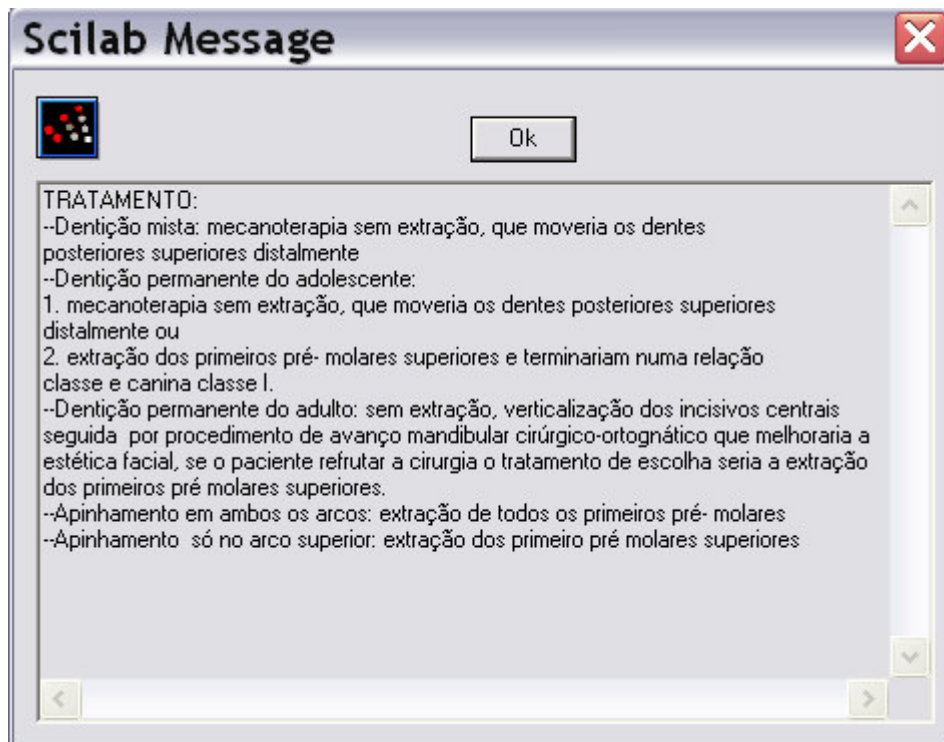 Scilab Message
Ok
TRATAMENTO:
--Dentição mista: mecanoterapia sem extração, que moveria os dentes
posteriores superiores distalmente
--Dentição permanente do adolescente:
1. mecanoterapia sem extração, que moveria os dentes posteriores superiores
distalmente ou
2. extração dos primeiros pré- molares superiores e terminariam numa relação
classe e canina classe I.
--Dentição permanente do adulto: sem extração, verticalização dos incisivos centrais
seguida  por procedimento de avanço mandibular cirúrgico-ortognático que melhoraria a
estética facial, se o paciente refrutar a cirurgia o tratamento de escolha seria a extração
dos primeiros pré molares superiores.
--Apinhamento em ambos os arcos: extração de todos os primeiros pré- molares
--Apinhamento  só no arco superior: extração dos primeiro pré molares superiores